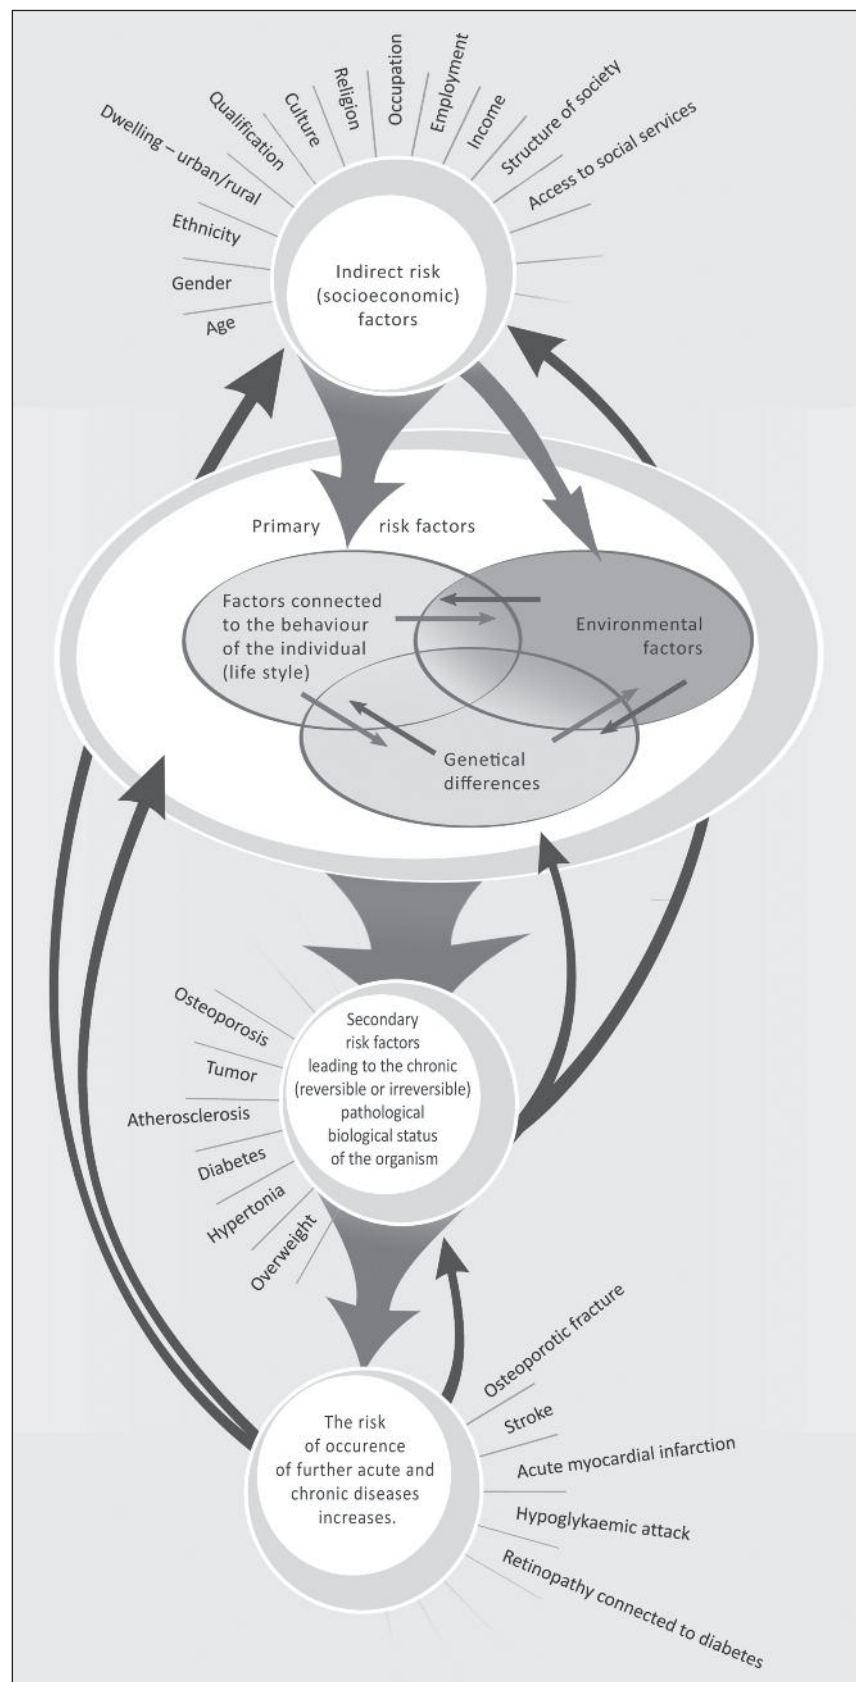 Age
Gender
Ethnicity
Dwelling – urban/rural
Qualification
Culture
Religion
Occupation
Employment
Income
Structure of society
Access to social services
Indirect risk
(socioeconomic)
factors
Primary risk factors
Factors connected
to the behaviour
of the individual
(life style)
Environmental
factors
Genetical
differences
Osteoporosis
Tumor
Atherosclerosis
Diabetes
Hypertonia
Overweight
Secondary
risk factors
leading to the chronic
(reversible or irreversible)
pathological
biological status
of the organism
The risk
of occurence
of further acute and
chronic diseases
increases.
Osteoporotic fracture
Stroke
Acute myocardial infarction
Hypoglykaemic attack
Retinopathy connected to diabetes